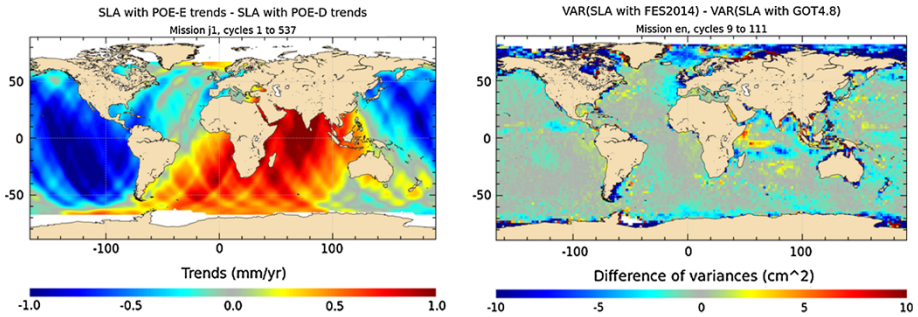 SLA with POE-E trends - SLA with POE-D trends
Mission j1, cycles 1 to 537
50
0
-50
-100 0 100
Trends (mm/yr)
-1.0 -0.5 0.0 0.5 1.0
VAR(SLA with FES2014) - VAR(SLA with GOT4.8)
Mission en, cycles 9 to 111
50
0
-50
-100 0 100
Difference of variances (cm^2)
-10 -5 0 5 10